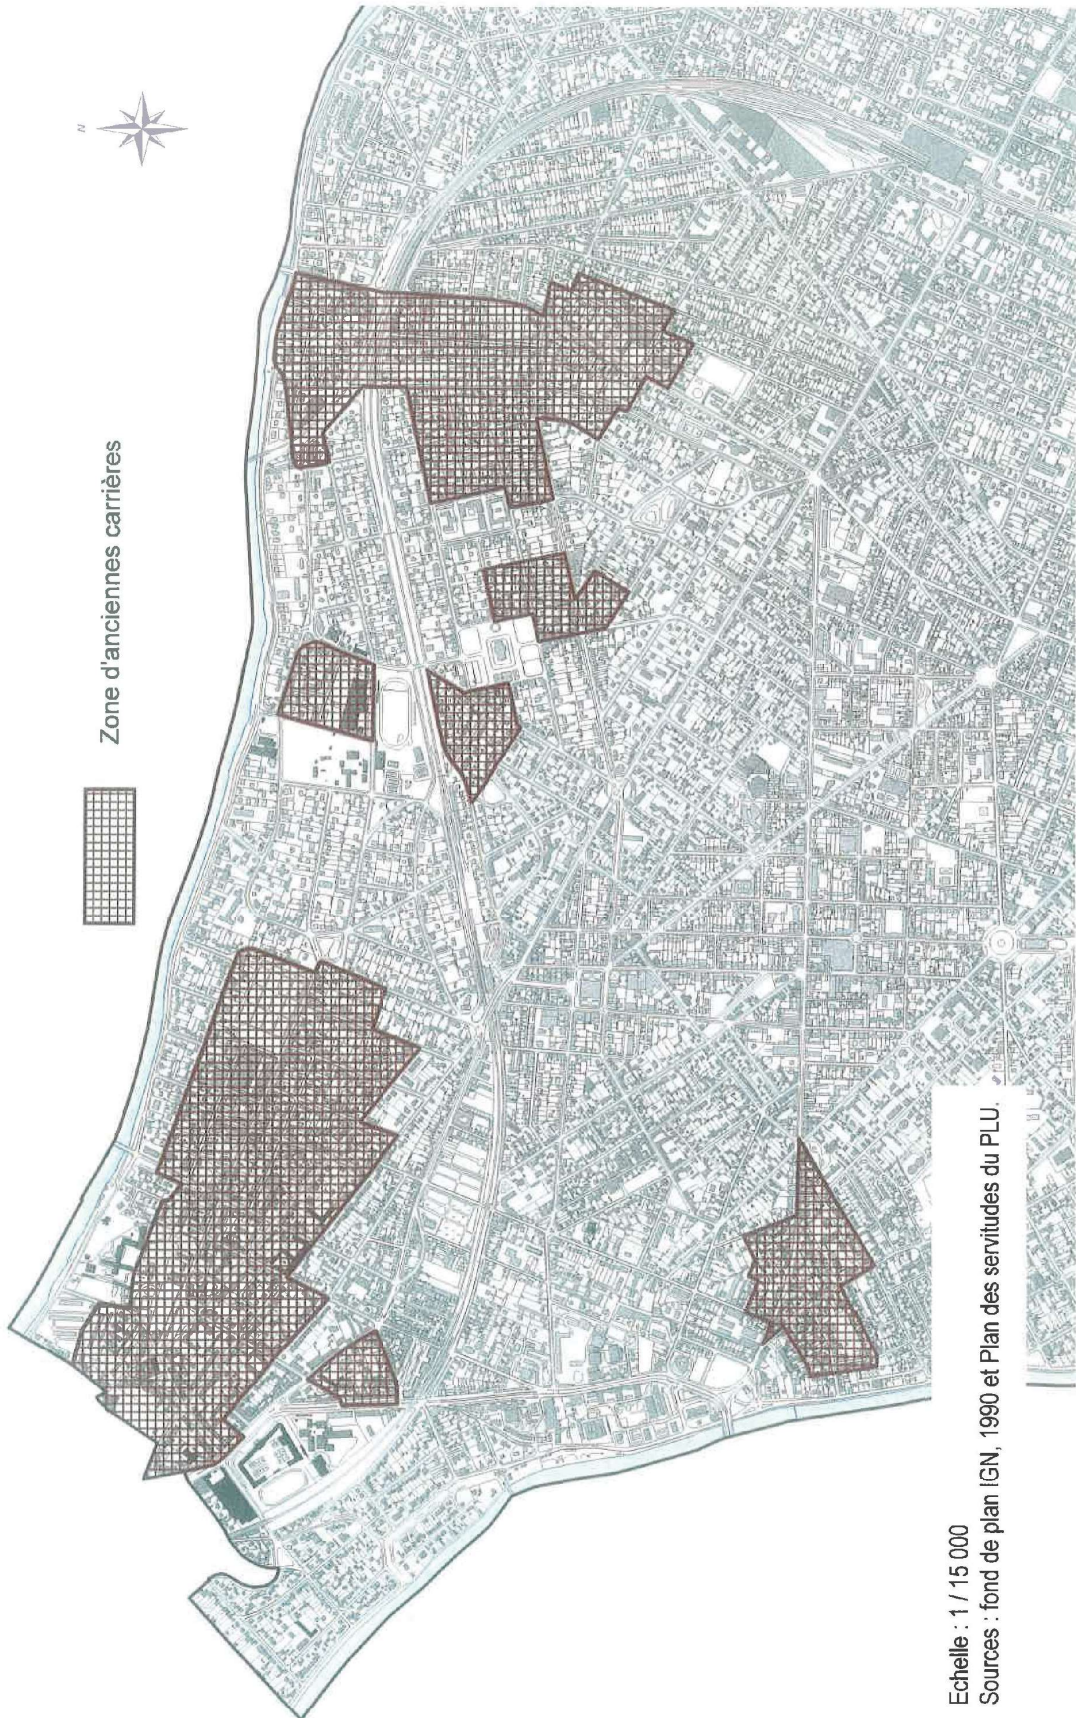 N
Zone d'anciennes carrières
Echelle : 1 / 15 000
Sources : fond de plan IGN, 1990 et Plan des servitudes du PLU.